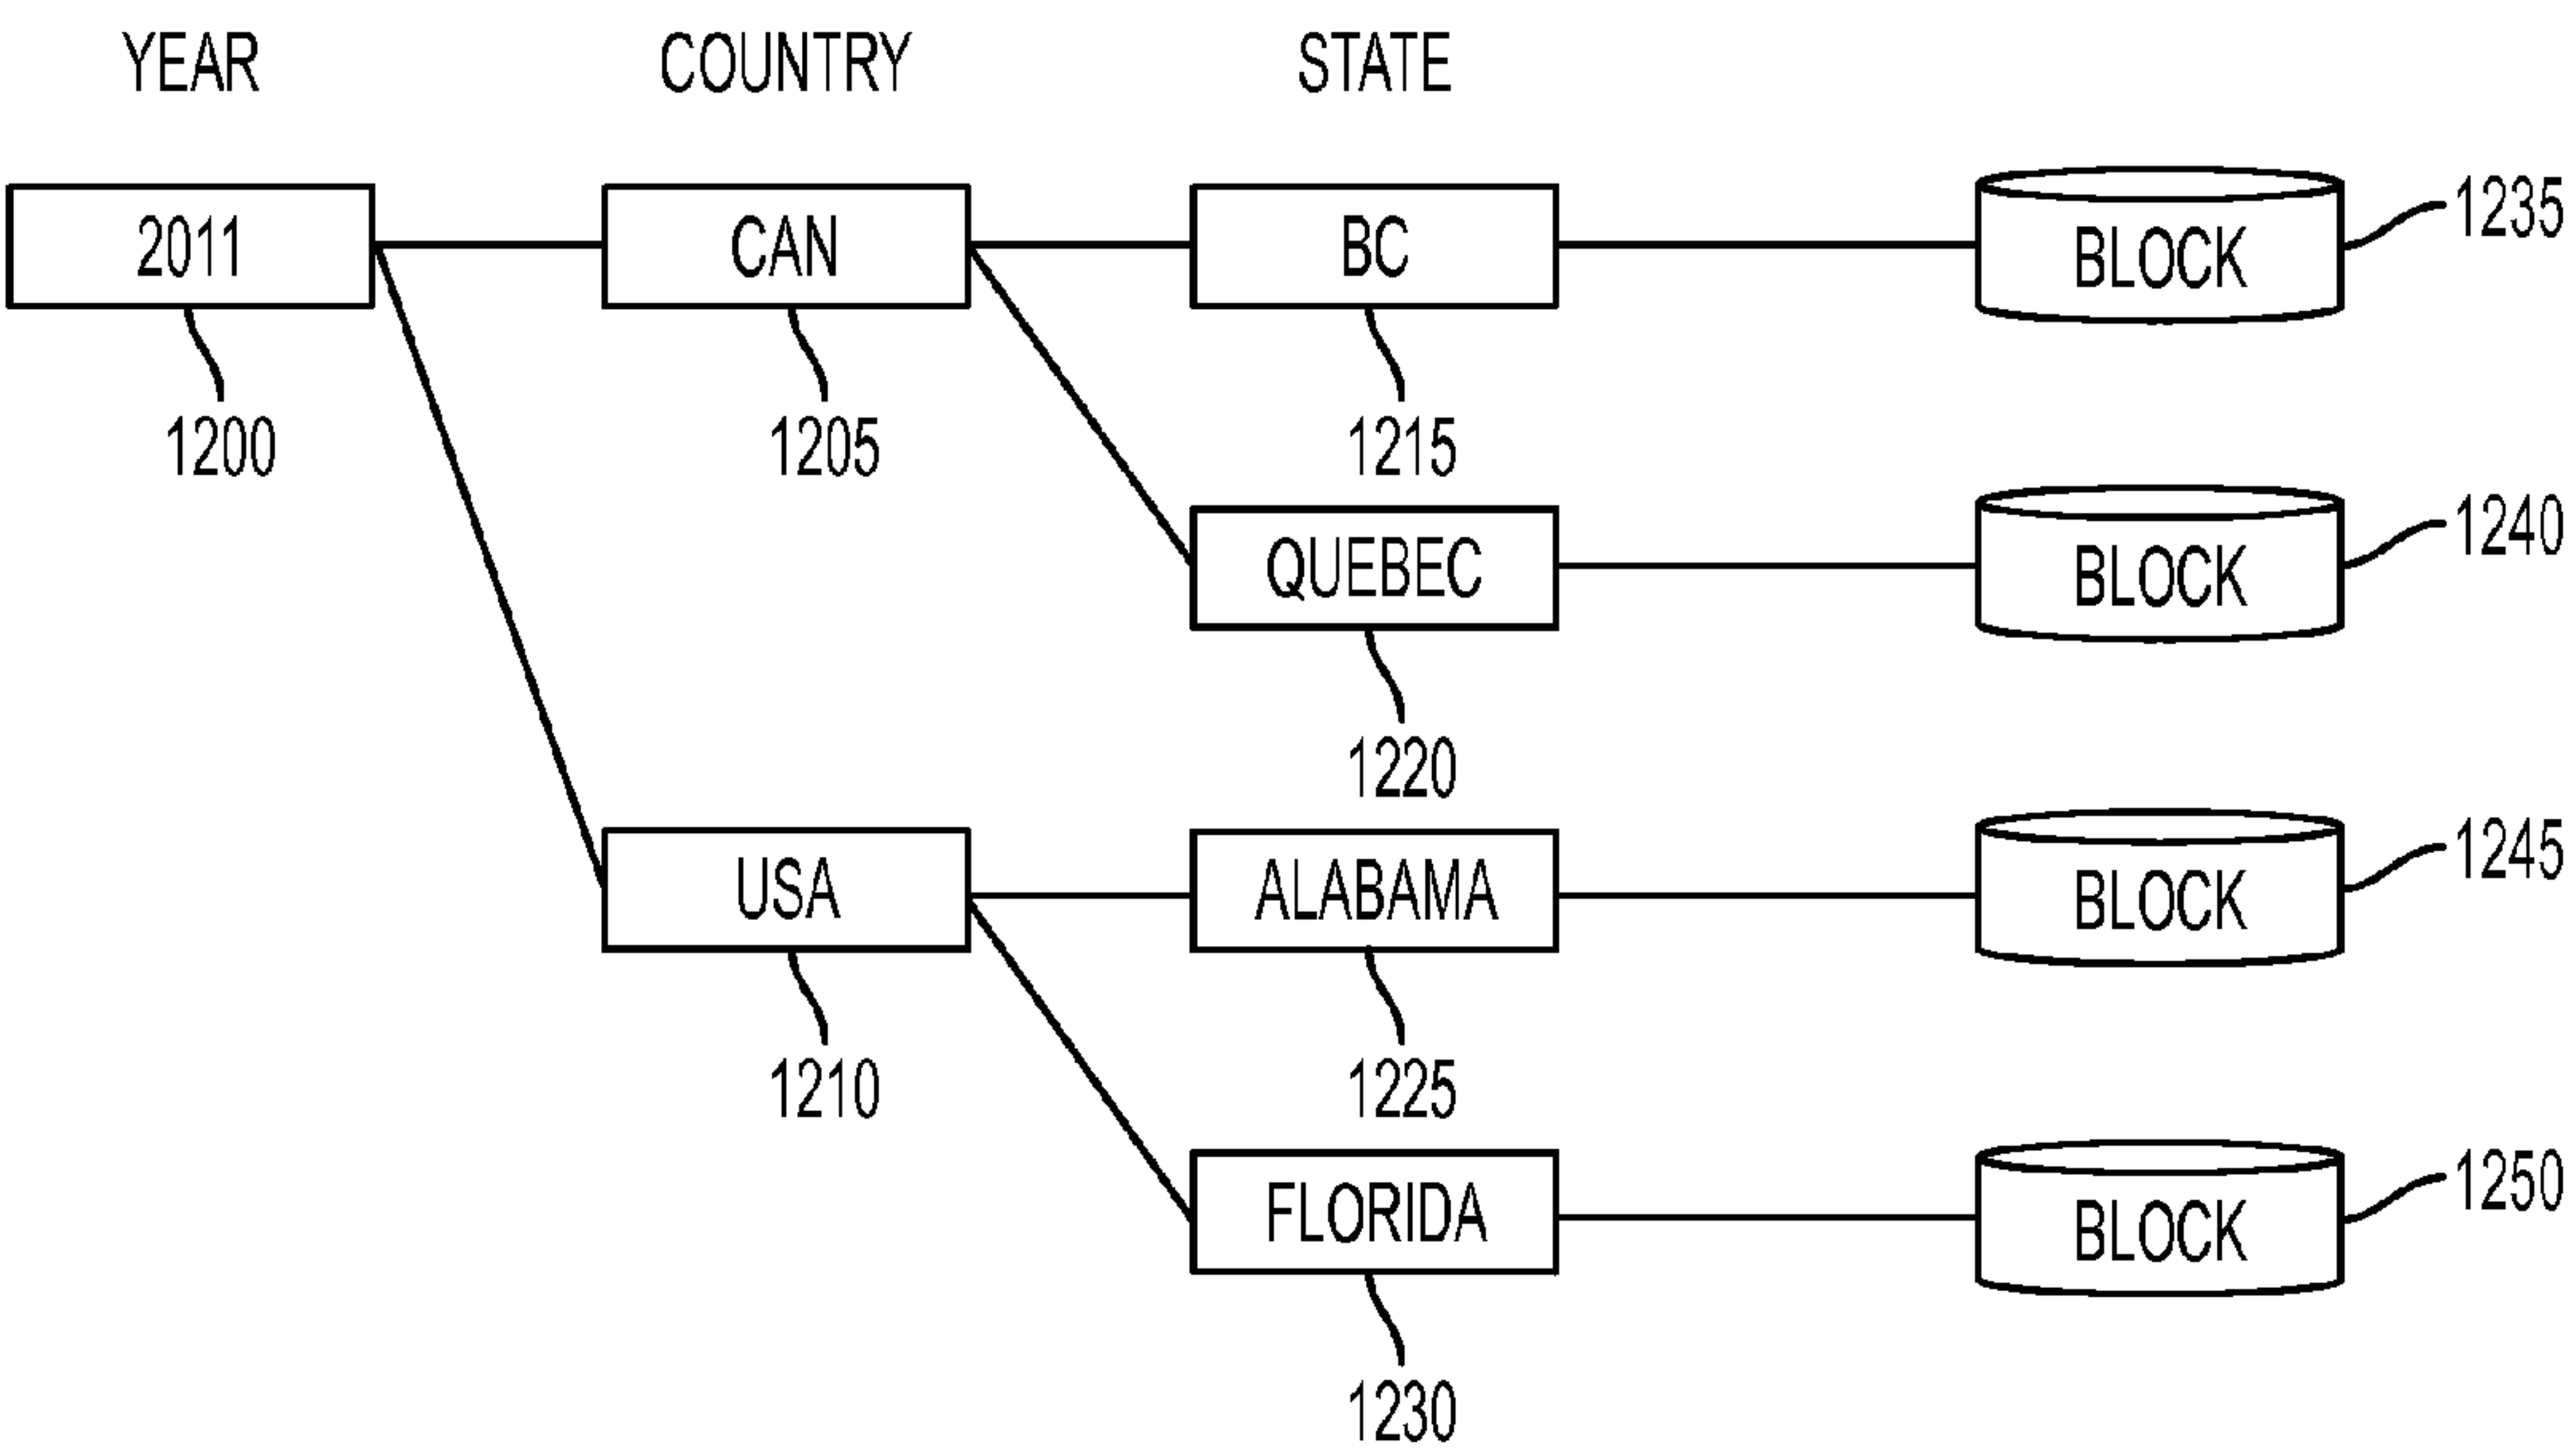 YEAR COUNTRY STATE
2011 CAN BC BLOCK 1235
1200 1205 1215
QUEBEC BLOCK 1240
1220
USA ALABAMA BLOCK 1245
1210 1225
FLORIDA BLOCK 1250
1230